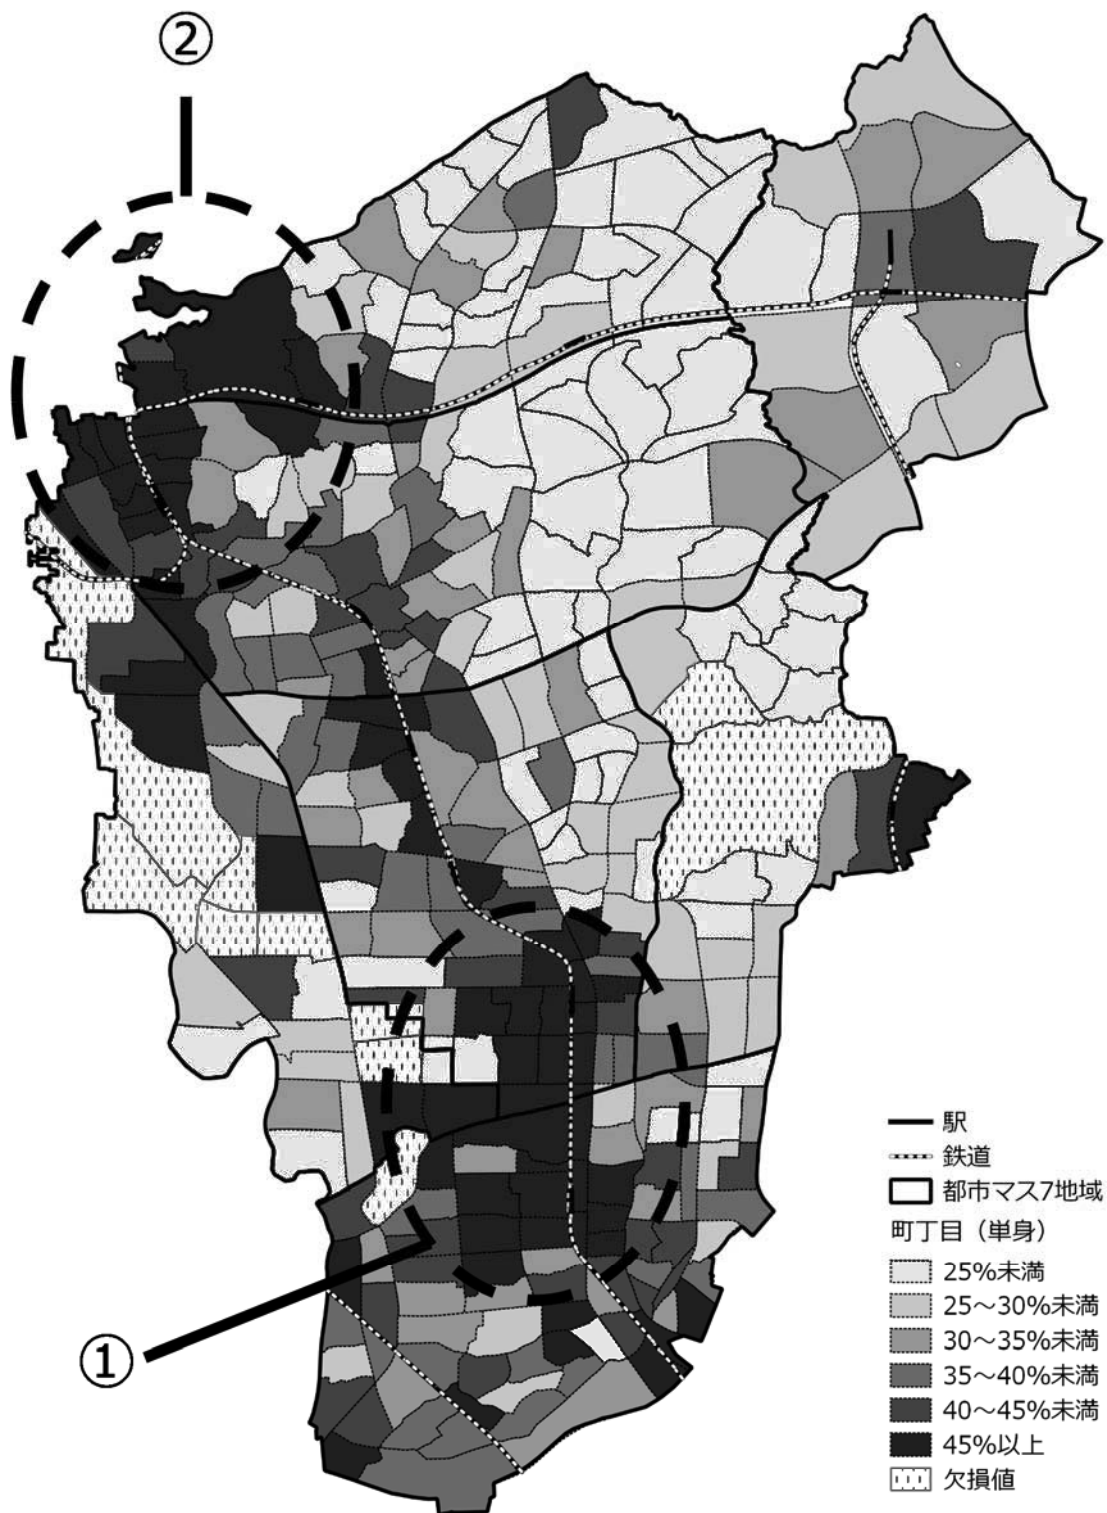 ②
①
駅
鉄道
都市マス7地域
町丁目（単身）
25%未満
25～30%未満
30～35%未満
35～40%未満
40～45%未満
45%以上
欠損値